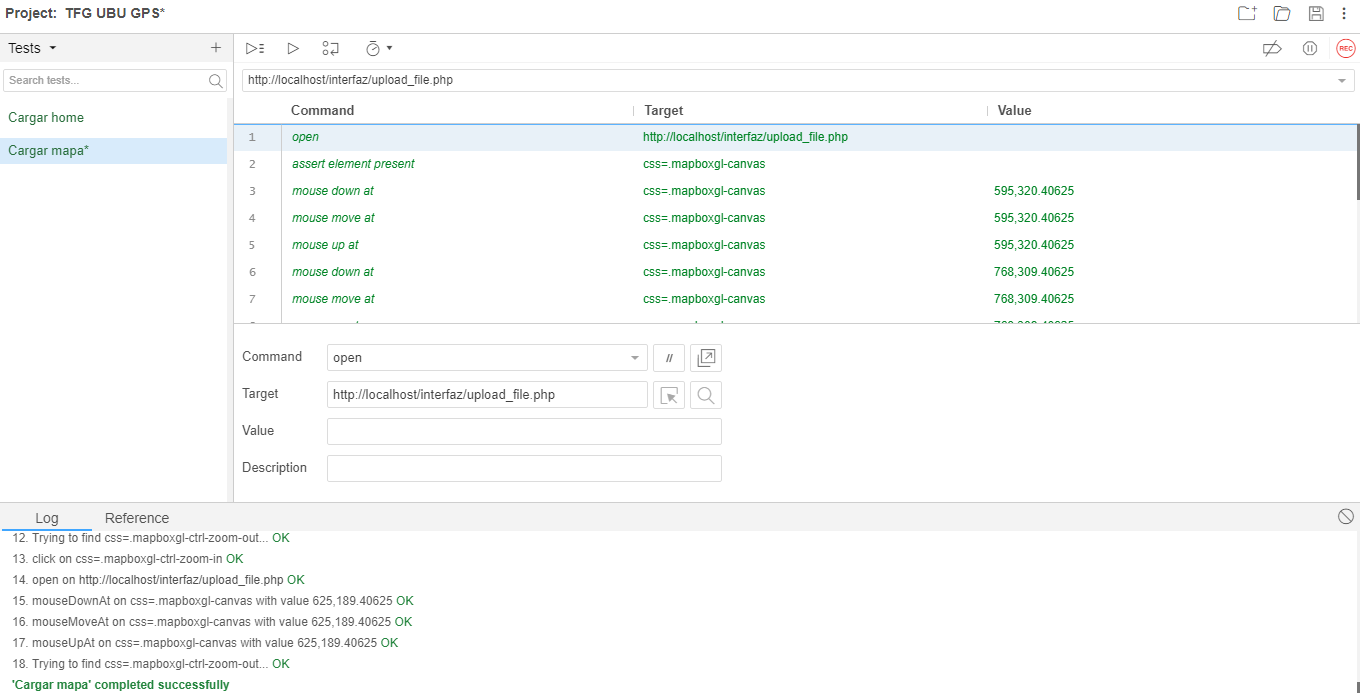 Project: TFG UBU GPS*
Tests
Search tests...
Cargar home
Cargar mapa*
REC
http://localhost/interfaz/upload_file.php
Command Target Value
1 open http://localhost/interfaz/upload_file.php
2 assert element present css=.mapboxgl-canvas
3 mouse down at css=.mapboxgl-canvas 595,320.40625
4 mouse move at css=.mapboxgl-canvas 595,320.40625
5 mouse up at css=.mapboxgl-canvas 595,320.40625
6 mouse down at css=.mapboxgl-canvas 768,309.40625
7 mouse move at css=.mapboxgl-canvas 768,309.40625
Command open //
Target http://localhost/interfaz/upload_file.php
Value
Description
Log Reference
12. Trying to find css=.mapboxgl-ctrl-zoom-out... OK
13. click on css=.mapboxgl-ctrl-zoom-in OK
14. open on http://localhost/interfaz/upload_file.php OK
15. mouseDownAt on css=.mapboxgl-canvas with value 625,189.40625 OK
16. mouseMoveAt on css=.mapboxgl-canvas with value 625,189.40625 OK
17. mouseUpAt on css=.mapboxgl-canvas with value 625,189.40625 OK
18. Trying to find css=.mapboxgl-ctrl-zoom-out... OK
'Cargar mapa' completed successfully